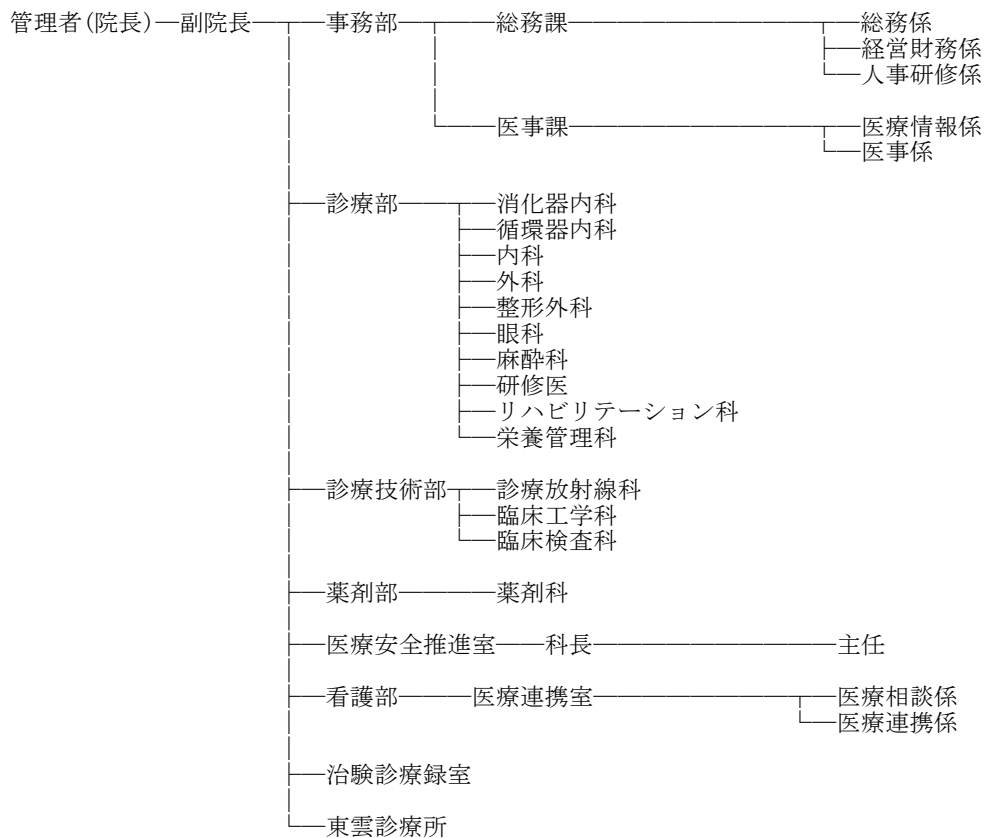 管理者(院長) 副院長 事務部 総務課 総務係
経営財務係
人事研修係
医事課 医療情報係
医事係
診療部 消化器内科
循環器内科
内科
外科
整形外科
眼科
麻酔科
研修医
リハビリテーション科
栄養管理科
診療技術部 診療放射線科
臨床工学科
臨床検査科
薬剤部 薬剤科
医療安全推進室 科長 主任
看護部 医療連携室 医療相談係
医療連携係
治験診療録室
東雲診療所